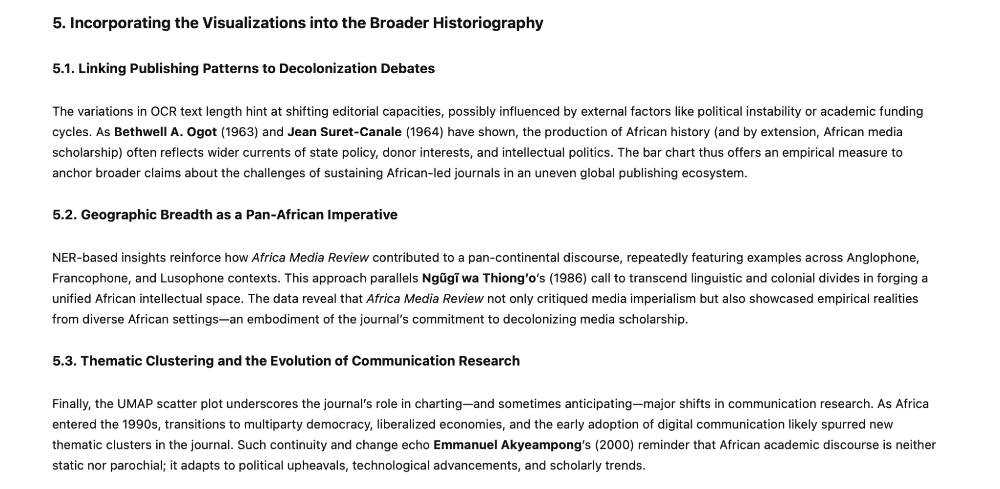 5. Incorporating the Visualizations into the Broader Historiography
5.1. Linking Publishing Patterns to Decolonization Debates
The variations in OCR text length hint at shifting editorial capacities, possibly influenced by external factors like political instability or academic funding
cycles. As Bethwell A. Ogot (1963) and Jean Suret-Canale (1964) have shown, the production of African history (and by extension, African media
scholarship) often reflects wider currents of state policy, donor interests, and intellectual politics. The bar chart thus offers an empirical measure to
anchor broader claims about the challenges of sustaining African-led journals in an uneven global publishing ecosystem.
5.2. Geographic Breadth as a Pan-African Imperative
NER-based insights reinforce how Africa Media Review contributed to a pan-continental discourse, repeatedly featuring examples across Anglophone,
Francophone, and Lusophone contexts. This approach parallels Ngũgĩ wa Thiong’o’s (1986) call to transcend linguistic and colonial divides in forging a
unified African intellectual space. The data reveal that Africa Media Review not only critiqued media imperialism but also showcased empirical realities
from diverse African settings—an embodiment of the journal’s commitment to decolonizing media scholarship.
5.3. Thematic Clustering and the Evolution of Communication Research
Finally, the UMAP scatter plot underscores the journal’s role in charting—and sometimes anticipating—major shifts in communication research. As Africa
entered the 1990s, transitions to multiparty democracy, liberalized economies, and the early adoption of digital communication likely spurred new
thematic clusters in the journal. Such continuity and change echo Emmanuel Akyeampong’s (2000) reminder that African academic discourse is neither
static nor parochial; it adapts to political upheavals, technological advancements, and scholarly trends.